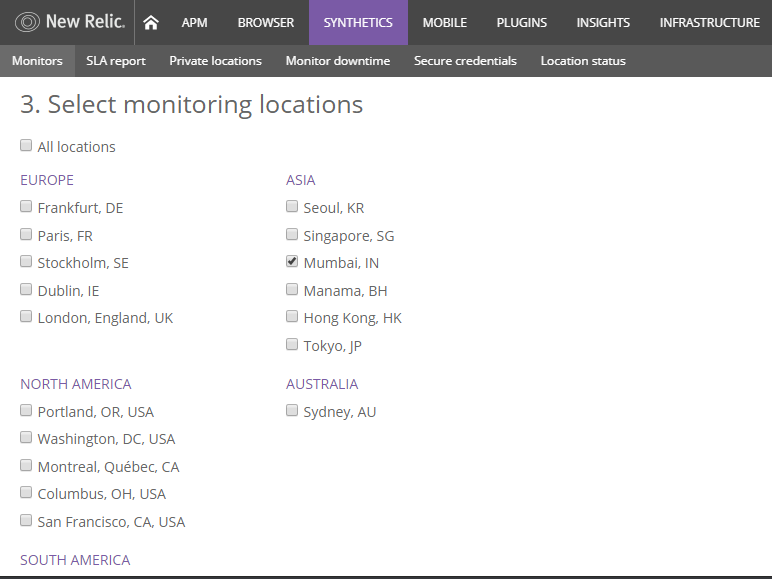 New Relic. APM BROWSER SYNTHETICS MOBILE PLUGINS INSIGHTS INFRASTRUCTURE
Monitors SLA report Private locations Monitor downtime Secure credentials Location status
3. Select monitoring locations
All locations
EUROPE
Frankfurt, DE
Paris, FR
Stockholm, SE
Dublin, IE
London, England, UK
ASIA
Seoul, KR
Singapore, SG
Mumbai, IN
Manama, BH
Hong Kong, HK
Tokyo, JP
NORTH AMERICA
Portland, OR, USA
Washington, DC, USA
Montreal, Québec, CA
Columbus, OH, USA
San Francisco, CA, USA
AUSTRALIA
Sydney, AU
SOUTH AMERICA